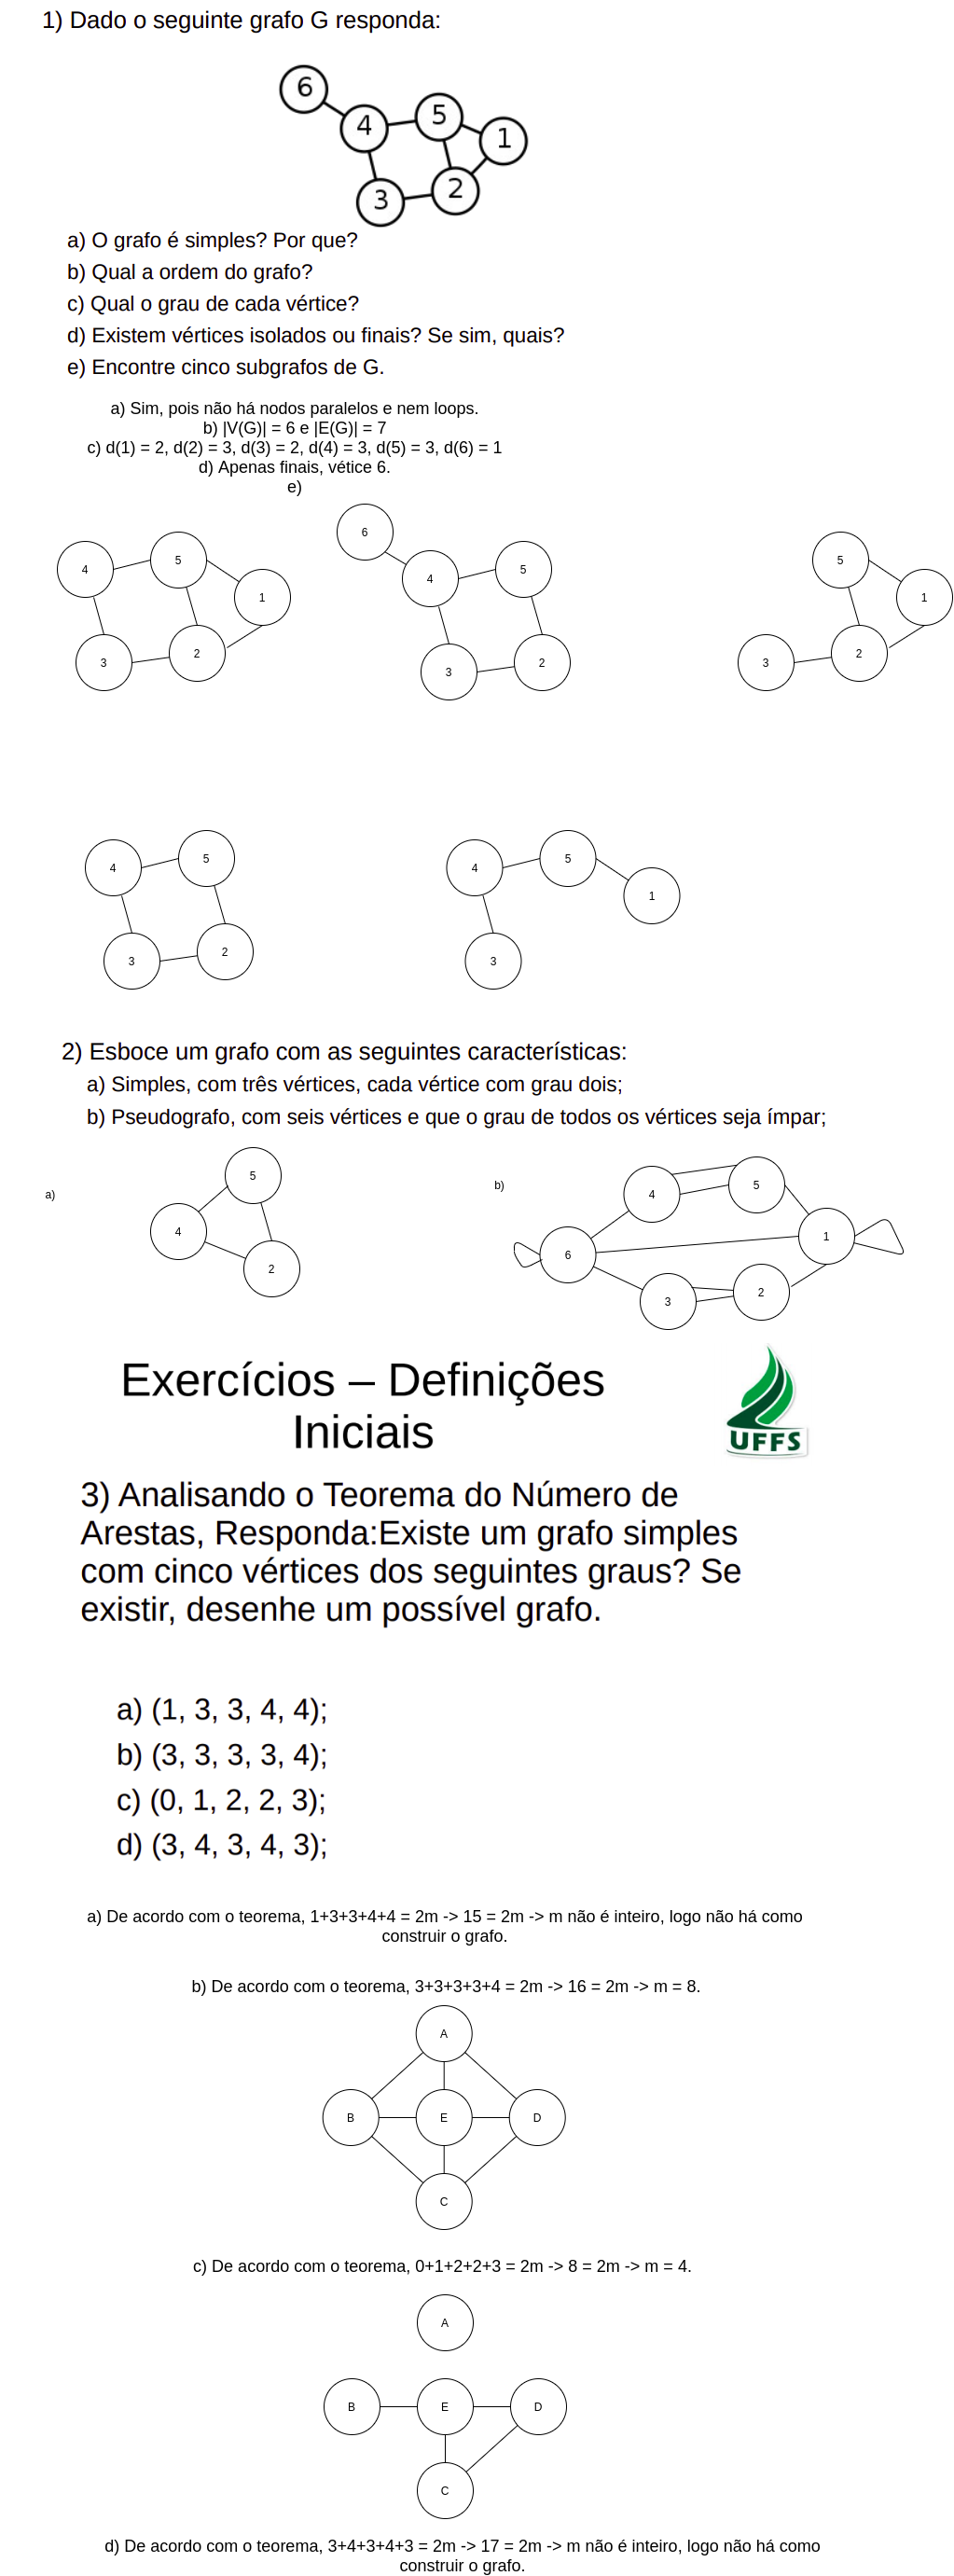 1) Dado o seguinte grafo G responda:
6
4
5
1
3
2
a) O grafo é simples? Por que?
b) Qual a ordem do grafo?
c) Qual o grau de cada vértice?
d) Existem vértices isolados ou finais? Se sim, quais?
e) Encontre cinco subgrafos de G.
a) Sim, pois não há nodos paralelos e nem loops.
b) |V(G)| = 6 e |E(G)| = 7
c) d(1) = 2, d(2) = 3, d(3) = 2, d(4) = 3, d(5) = 3, d(6) = 1
d) Apenas finais, vétice 6.
e)
4
5
1
3
2
6
4
5
3
2
5
1
3
2
4
5
3
2
4
5
1
3
2) Esboce um grafo com as seguintes características:
a) Simples, com três vértices, cada vértice com grau dois;
b) Pseudografo, com seis vértices e que o grau de todos os vértices seja ímpar;
a)
5
4
2
b)
4
5
1
6
3
2
Exercícios – Definições
Iniciais
UFFS
3) Analisando o Teorema do Número de
Arestas, Responda:Existe um grafo simples
com cinco vértices dos seguintes graus? Se
existir, desenhe um possível grafo.
a) (1, 3, 3, 4, 4);
b) (3, 3, 3, 3, 4);
c) (0, 1, 2, 2, 3);
d) (3, 4, 3, 4, 3);
a) De acordo com o teorema, 1+3+3+4+4 = 2m -> 15 = 2m -> m não é inteiro, logo não há como
construir o grafo.
b) De acordo com o teorema, 3+3+3+3+4 = 2m -> 16 = 2m -> m = 8.
A
B
E
D
C
c) De acordo com o teorema, 0+1+2+2+3 = 2m -> 8 = 2m -> m = 4.
A
B
E
D
C
d) De acordo com o teorema, 3+4+3+4+3 = 2m -> 17 = 2m -> m não é inteiro, logo não há como
construir o grafo.